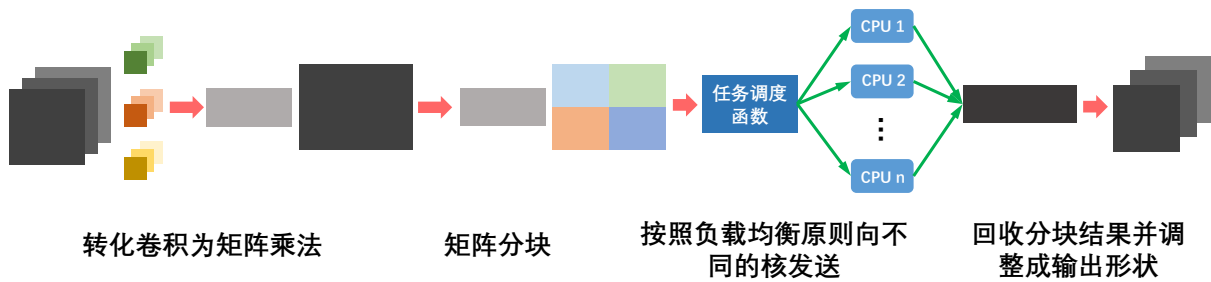 任务调度
函数
CPU 1
CPU 2
⋮
CPU n
转化卷积为矩阵乘法
矩阵分块
按照负载均衡原则向不
同的核发送
回收分块结果并调
整成输出形状